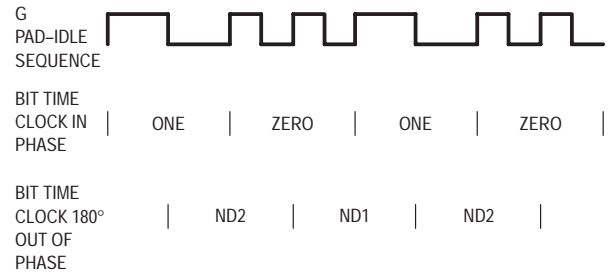 G
PAD–IDLE
SEQUENCE
BIT TIME
CLOCK IN
PHASE
ONE ZERO ONE ZERO
BIT TIME
CLOCK 180°
OUT OF
PHASE
ND2 ND1 ND2